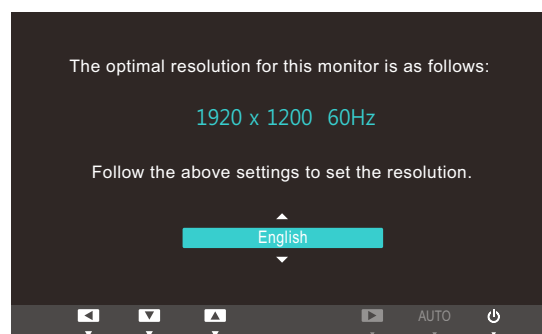 The optimal resolution for this monitor is as follows:
1920 x 1200 60Hz
Follow the above settings to set the resolution.
English
AUTO